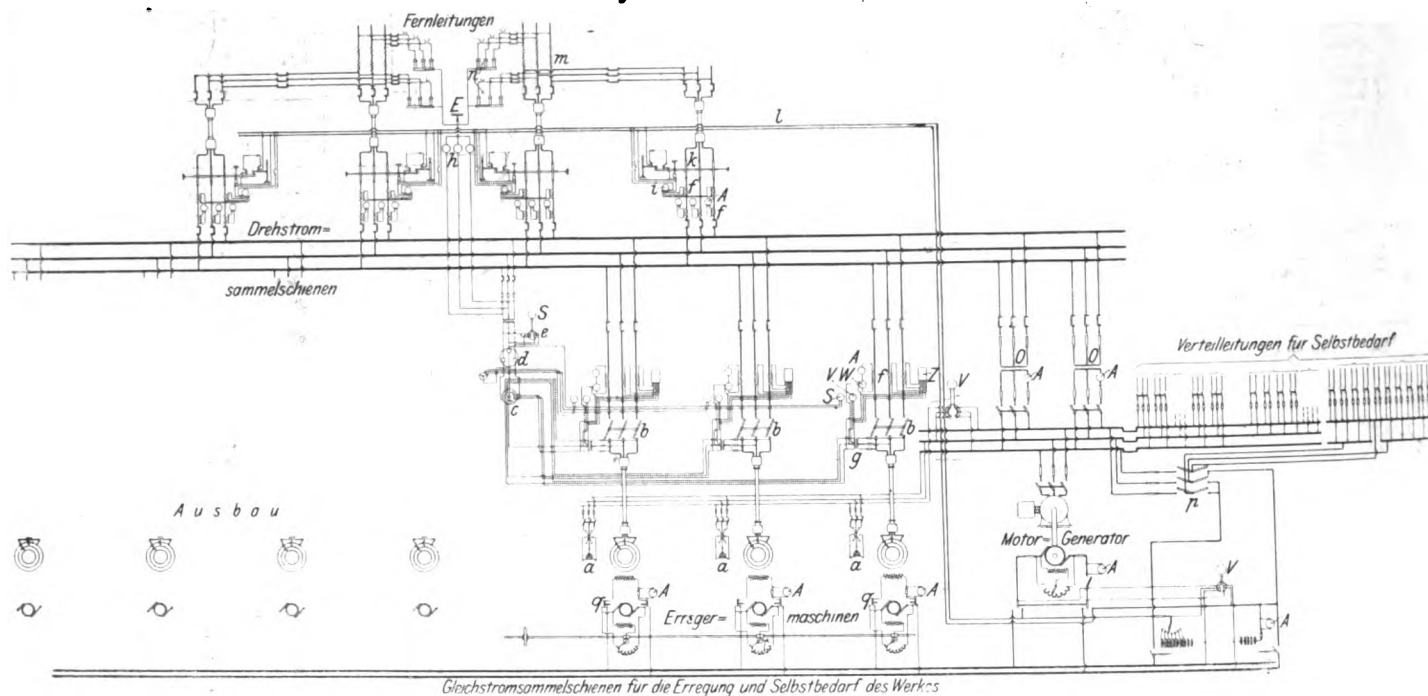 Fernleitungen
m
n
E
l
h
k
i
f
A
f
Drehstrom=
sammelschienen
S
e
d
c
A
V.W.
f
Z
S
V
O
A
O
A
Verteilleitungen für Selbstbedarf
b
b
b
g
p
Ausbau
a
a
a
Motor= Generator
A
V
q
A
A
q
A
Erreger= maschinen
A
Gleichstromsammelschienen für die Erregung und Selbstbedarf des Werkes